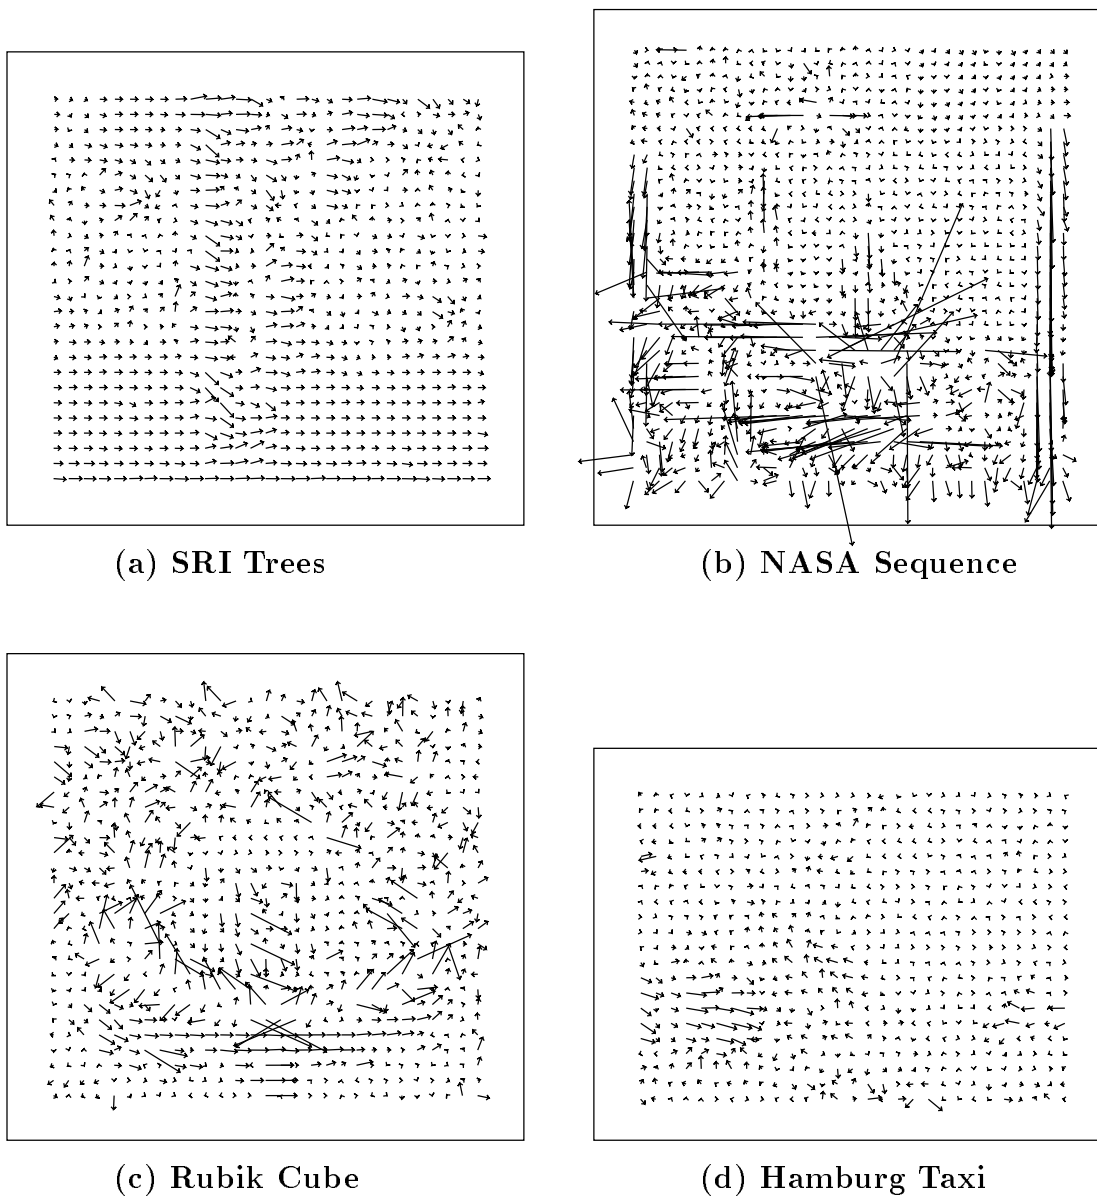 (a) SRI Trees
(b) NASA Sequence
(c) Rubik Cube
(d) Hamburg Taxi